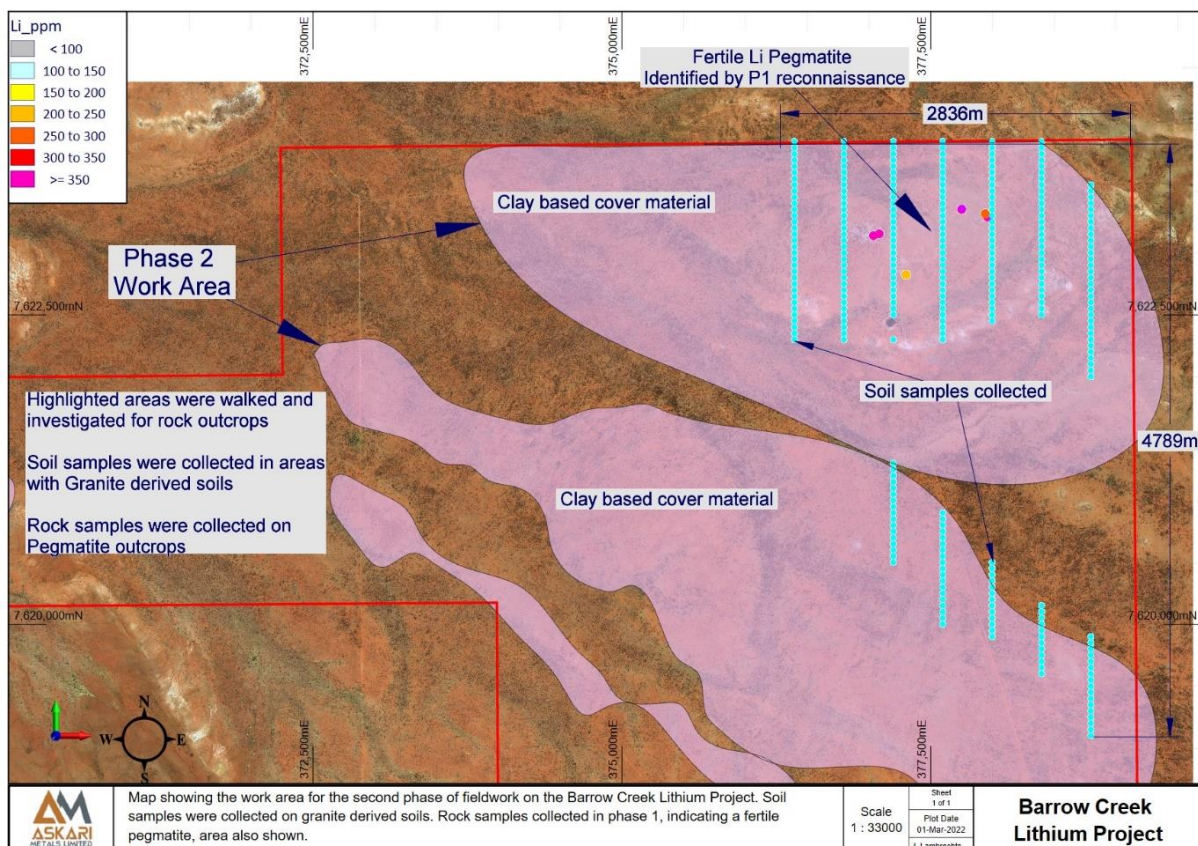 Li_ppm
< 100
100 to 150
150 to 200
200 to 250
250 to 300
300 to 350
>= 350
372,500mE
375,000mE
377,500mE
Fertile Li Pegmatite
Identified by P1 reconnaissance
2836m
Clay based cover material
Phase 2
Work Area
7,622,500mN
7,622,500mN
Soil samples collected
Highlighted areas were walked and
investigated for rock outcrops
Soil samples were collected in areas
with Granite derived soils
Rock samples were collected on
Pegmatite outcrops
4789m
Clay based cover material
7,620,000mN
7,620,000mN
N
W
E
S
372,500mE
375,000mE
377,500mE
AM
ASKARI
METALS LIMITED
Map showing the work area for the second phase of fieldwork on the Barrow Creek Lithium Project. Soil
samples were collected on granite derived soils. Rock samples collected in phase 1, indicating a fertile
pegmatite, area also shown.
Scale
1 : 33000
Sheet
1 of 1
Plot Date
01-Mar-2022
Barrow Creek
Lithium Project